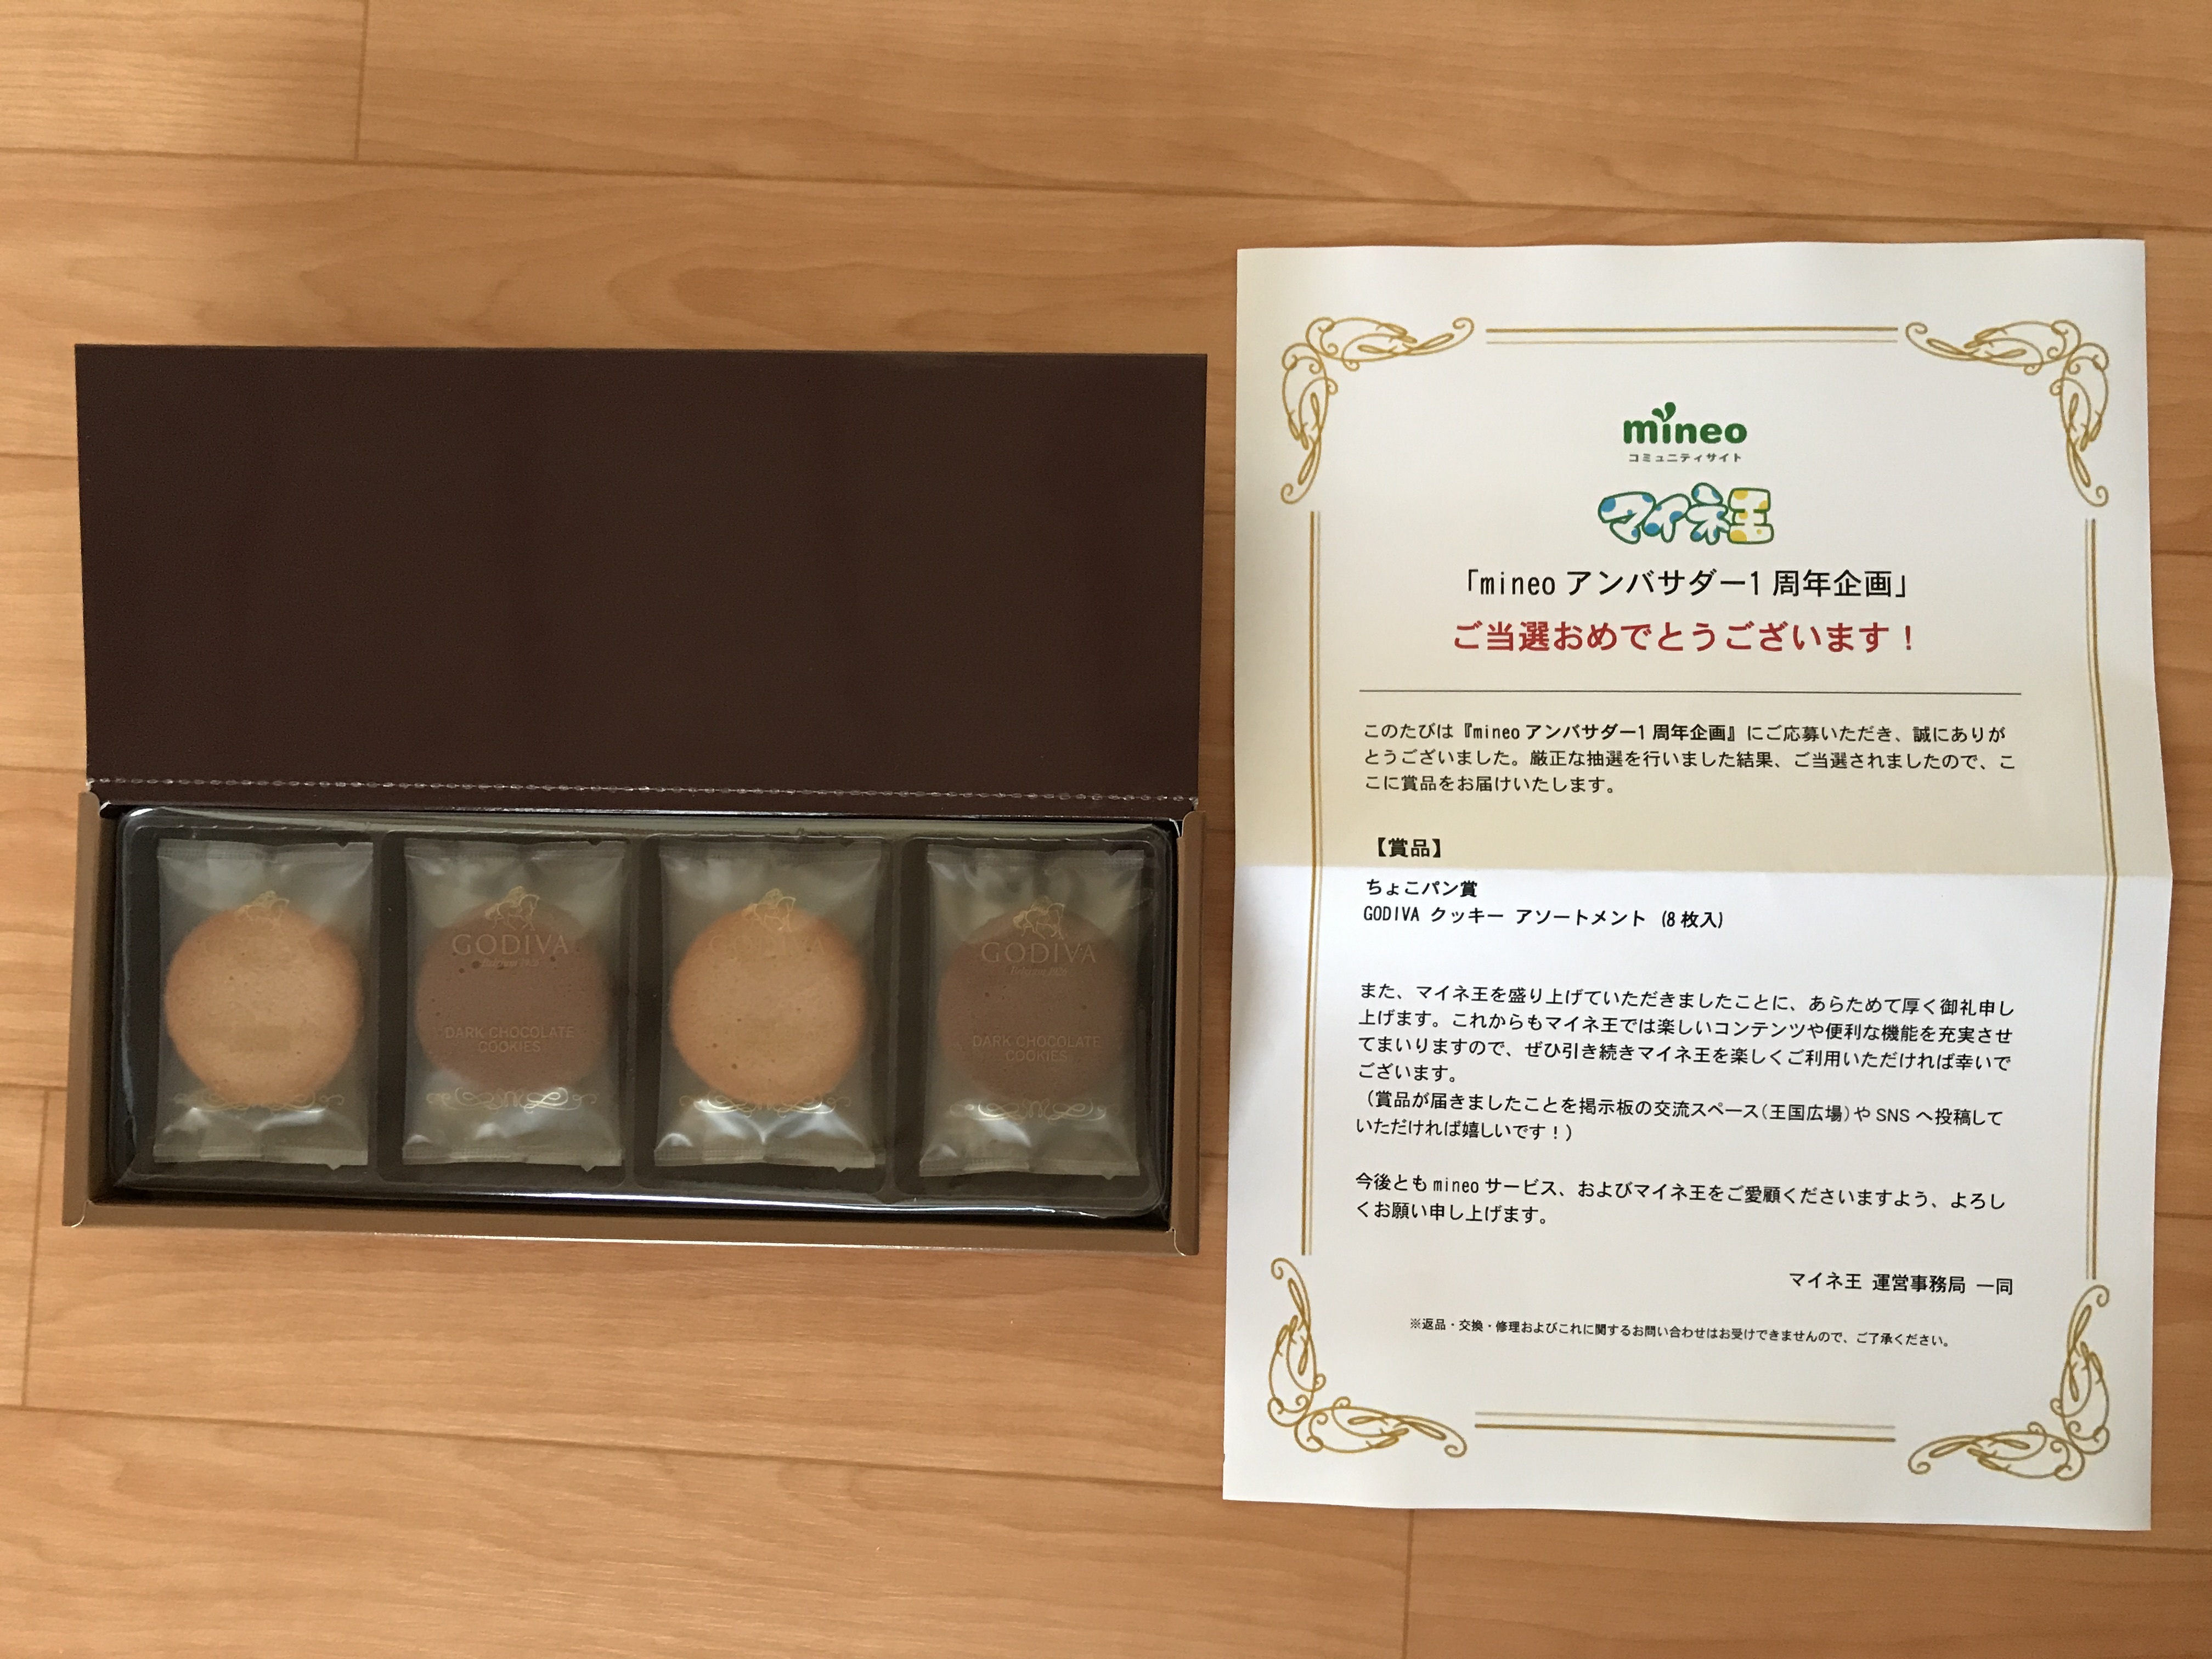 GODIVA
Belgium 1926
DARK CHOCOLATE
COOKIES
GODIVA
GODIVA
Belgium 1926
DARK CHOCOLATE
COOKIES
mineo
コミュニティサイト
マイネ王
「mineo アンバサダー1 周年企画」
ご当選おめでとうございます！
このたびは『mineo アンバサダー1 周年企画』にご応募いただき、誠にありが
とうございました。厳正な抽選を行いました結果、ご当選されましたので、こ
こに賞品をお届けいたします。
【賞品】
ちょこパン賞
GODIVA クッキー アソートメント (8 枚入)
また、マイネ王を盛り上げていただきましたことに、あらためて厚く御礼申し
上げます。これからもマイネ王では楽しいコンテンツや便利な機能を充実させ
てまいりますので、ぜひ引き続きマイネ王を楽しくご利用いただければ幸いで
ございます。
（賞品が届きましたことを掲示板の交流スペース（王国広場）や SNS へ投稿して
いただければ嬉しいです！）
今後とも mineo サービス、およびマイネ王をご愛顧くださいますよう、よろし
くお願い申し上げます。
マイネ王 運営事務局 一同
※返品・交換・修理およびこれに関するお問い合わせはお受けできませんので、ご了承ください。